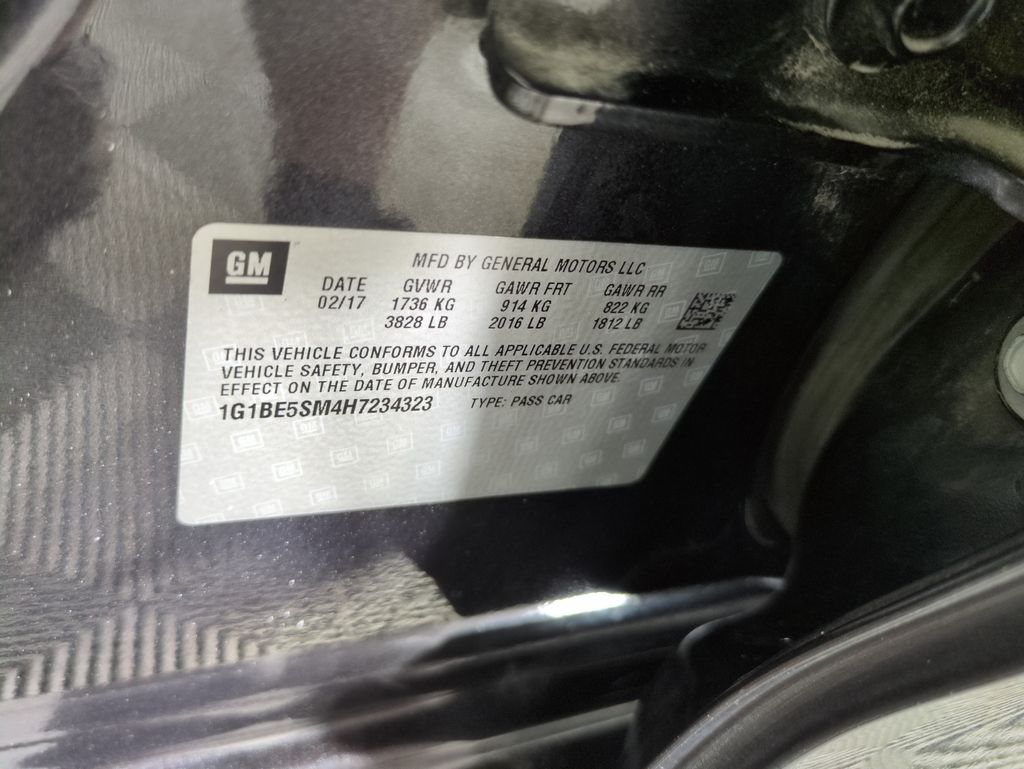 GM
MFD BY GENERAL MOTORS LLC
DATE GVWR GAWR FRT GAWR RR
02/17 1736 KG 914 KG 822 KG
3828 LB 2016 LB 1812 LB
THIS VEHICLE CONFORMS TO ALL APPLICABLE U.S. FEDERAL MOTOR
VEHICLE SAFETY, BUMPER, AND THEFT PREVENTION STANDARDS IN
EFFECT ON THE DATE OF MANUFACTURE SHOWN ABOVE.
1G1BE5SM4H7234323 TYPE: PASS CAR